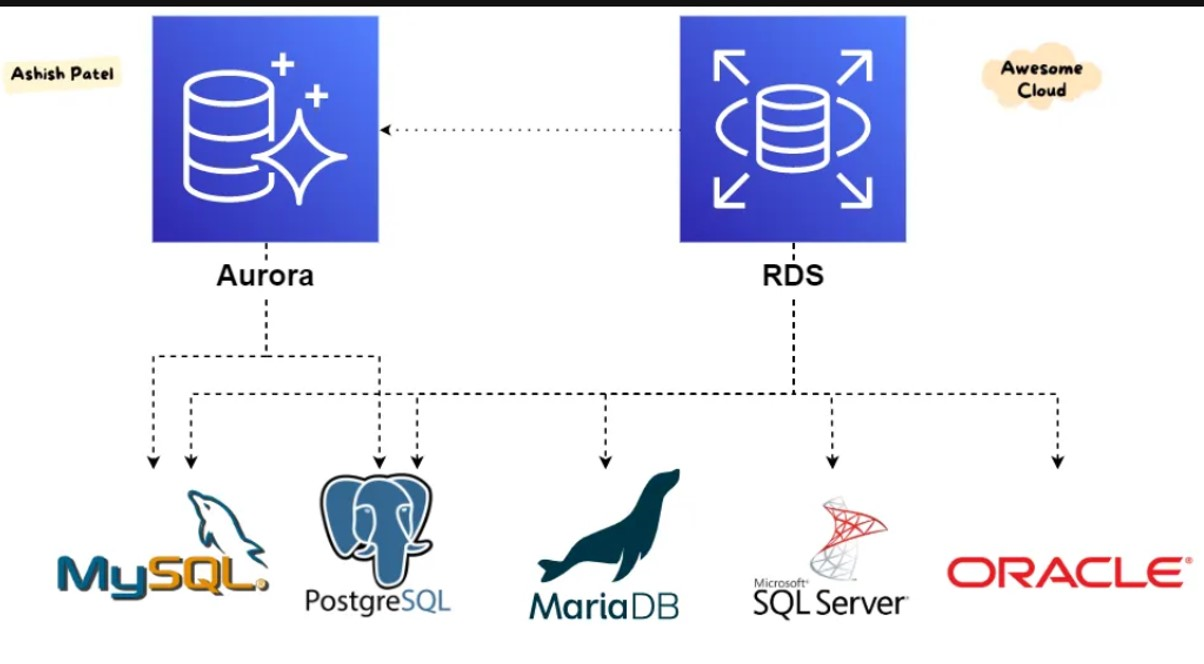 Ashish Patel
Awesome
Cloud
Aurora
RDS
MySQL®
PostgreSQL
MariaDB
Microsoft®
SQL Server®
ORACLE®